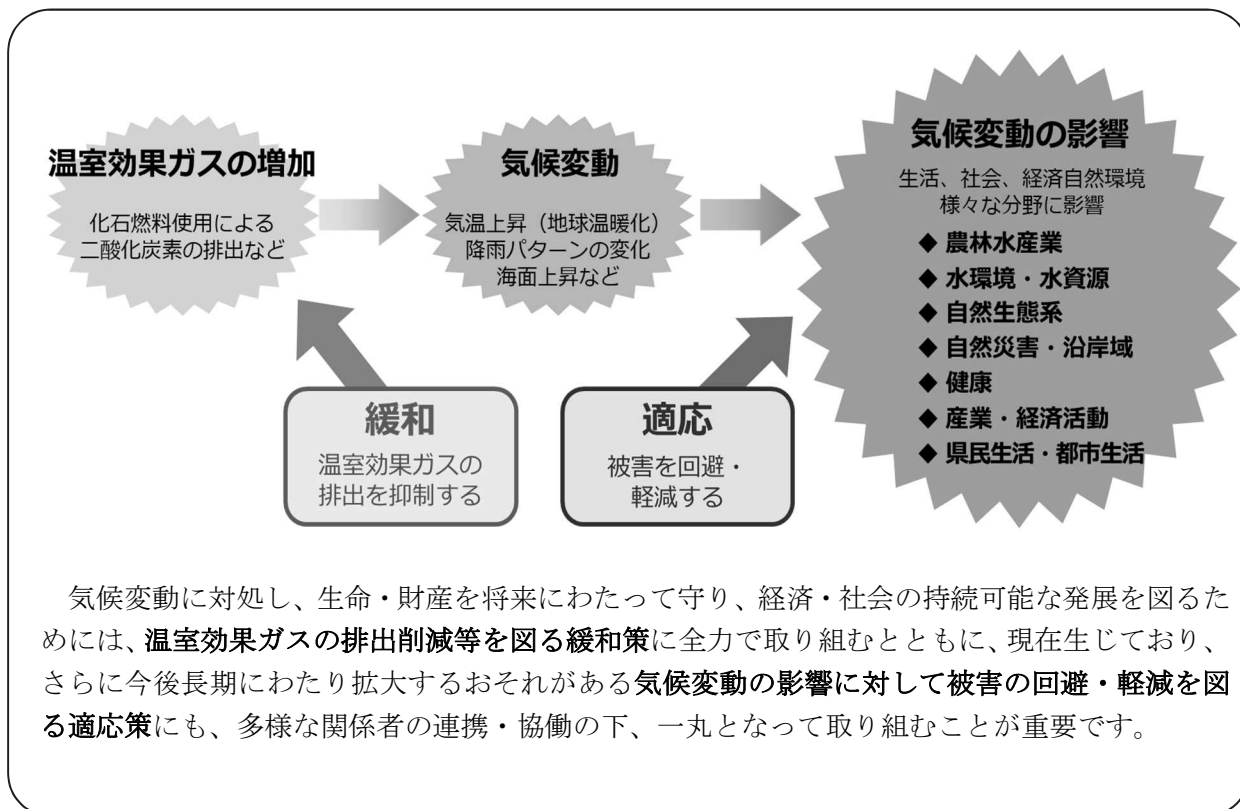 温室効果ガスの増加
化石燃料使用による
二酸化炭素の排出など
気候変動
気温上昇（地球温暖化）
降雨パターンの変化
海面上昇など
気候変動の影響
生活、社会、経済自然環境
様々な分野に影響
◆ 農林水産業
◆ 水環境・水資源
◆ 自然生態系
◆ 自然災害・沿岸域
◆ 健康
◆ 産業・経済活動
◆ 県民生活・都市生活
緩和
温室効果ガスの
排出を抑制する
適応
被害を回避・
軽減する
気候変動に対処し、生命・財産を将来にわたって守り、経済・社会の持続可能な発展を図るた
めには、温室効果ガスの排出削減等を図る緩和策に全力で取り組むとともに、現在生じており、
さらに今後長期にわたり拡大するおそれがある気候変動の影響に対して被害の回避・軽減を図
る適応策にも、多様な関係者の連携・協働の下、一丸となって取り組むことが重要です。